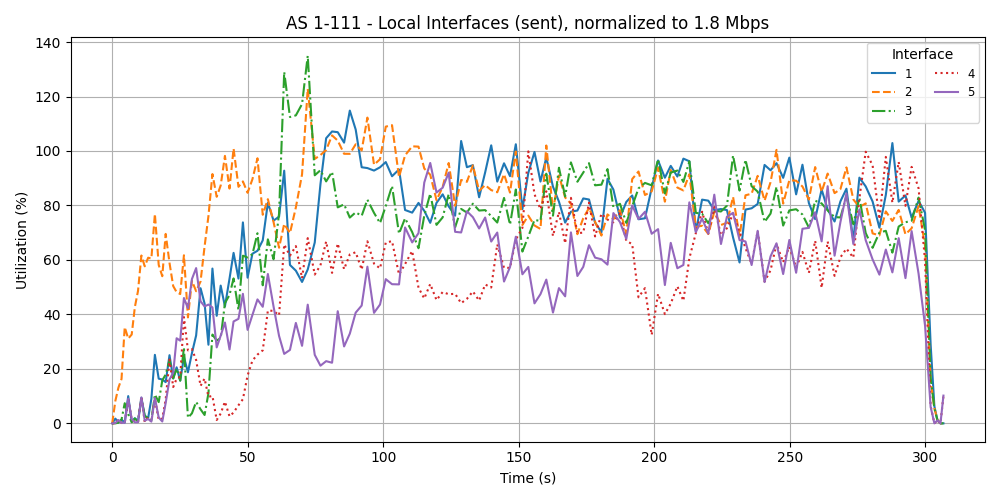 AS 1-111 - Local Interfaces (sent), normalized to 1.8 Mbps
Utilization (%)
140
120
100
80
60
40
20
0
0 50 100 150 200 250 300
Time (s)
Interface
1 4
2 5
3